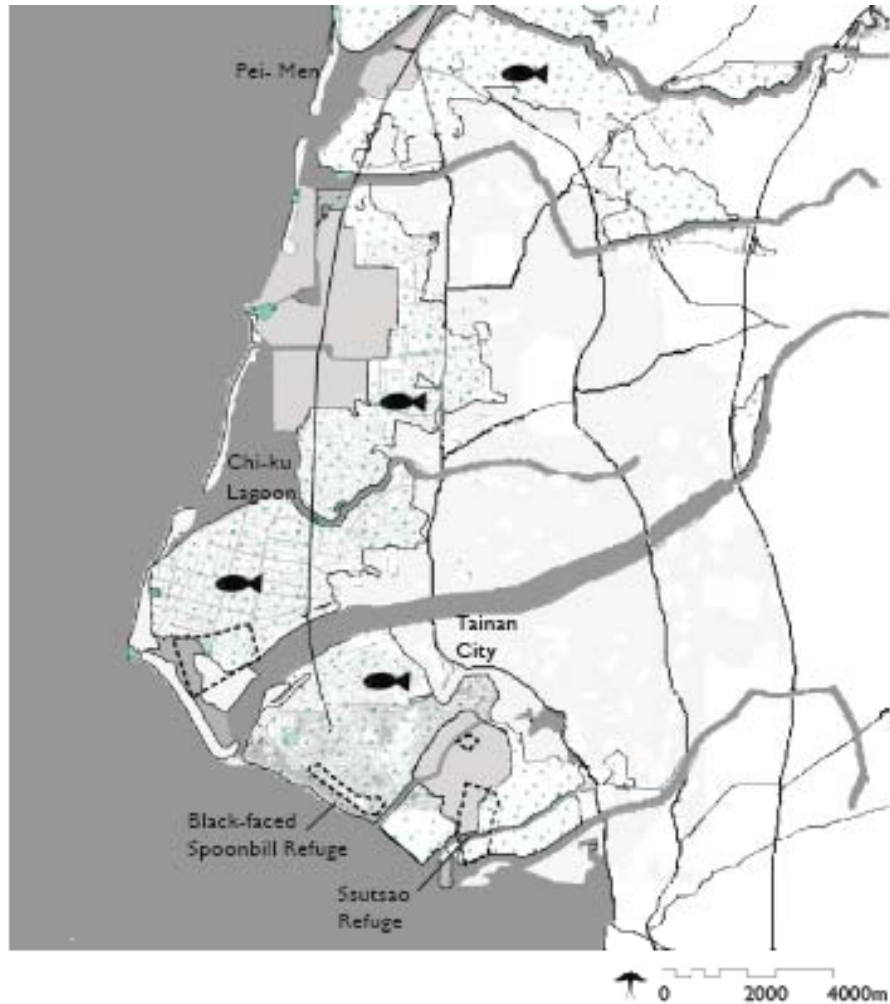 Pei- Men
Chi-ku
Lagoon
Tainan
City
Black-faced
Spoonbill Refuge
Ssutsao
Refuge
0 2000 4000m